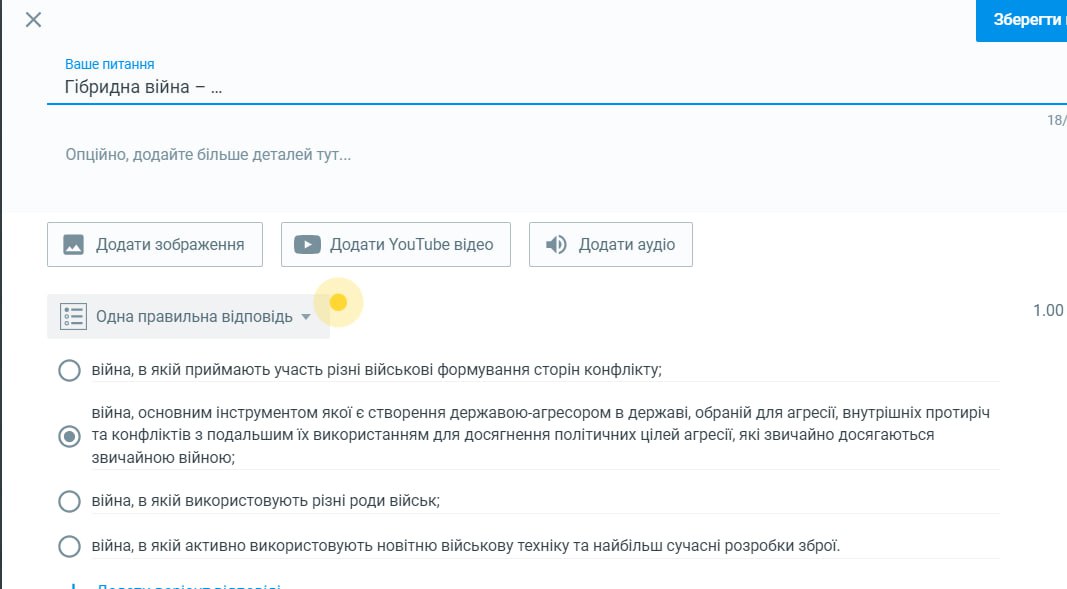 Зберегти
Ваше питання
Гібридна війна – ...
18/
Опційно, додайте більше деталей тут...
Додати зображення
Додати YouTube відео
Додати аудіо
Одна правильна відповідь
1.00
війна, в якій приймають участь різні військові формування сторін конфлікту;
війна, основним інструментом якої є створення державою-агресором в державі, обраній для агресії, внутрішніх протиріч
та конфліктів з подальшим їх використанням для досягнення політичних цілей агресії, які звичайно досягаються
звичайною війною;
війна, в якій використовують різні роди військ;
війна, в якій активно використовують новітню військову техніку та найбільш сучасні розробки зброї.
Додати варіант відповіді